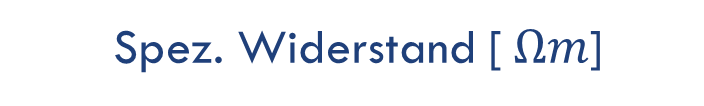 Spez. Widerstand [ Ωm]